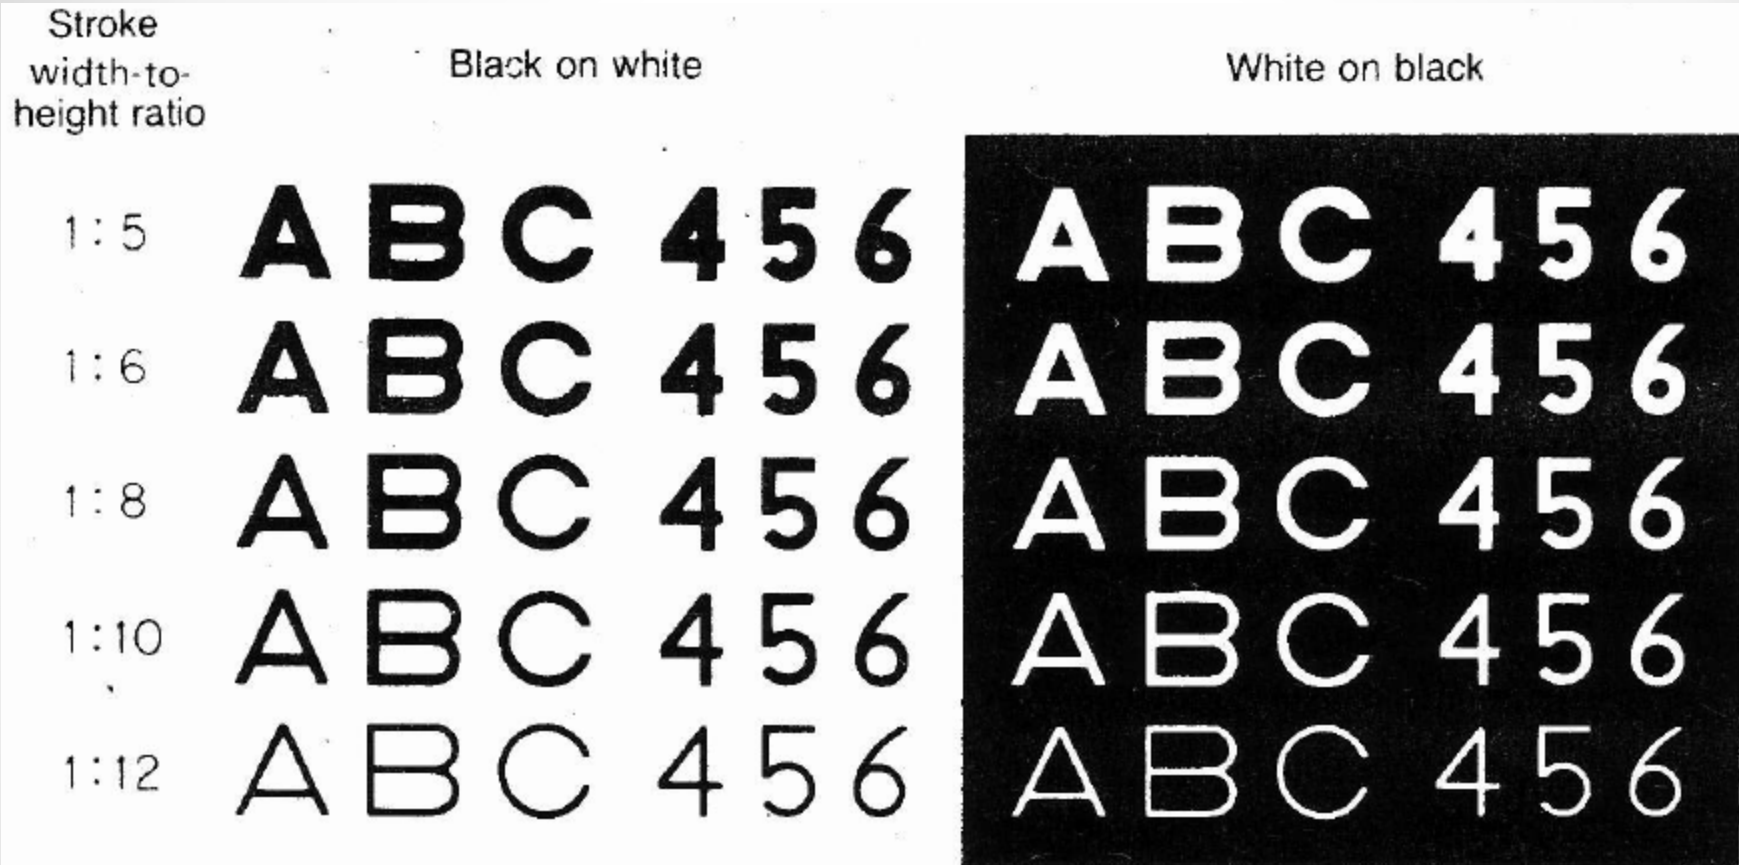 Stroke
width-to-
height ratio
Black on white
White on black
1:5 ABC 456 ABC 456
1:6 ABC 456 ABC 456
1:8 ABC 456 ABC 456
1:10 ABC 456 ABC 456
1:12 ABC 456 ABC 456